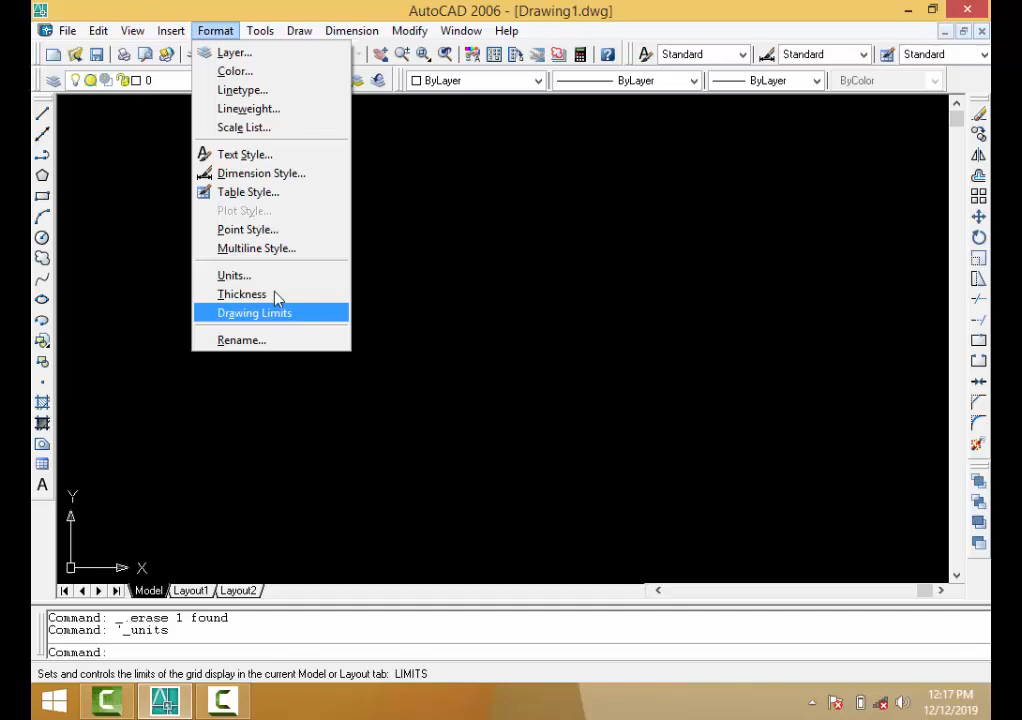 AutoCAD 2006 - [Drawing1.dwg]
File Edit View Insert Format Tools Draw Dimension Modify Window Help
Standard Standard Standard
0 ByLayer ByLayer ByLayer ByColor
Layer...
Color...
Linetype...
Lineweight...
Scale List...
Text Style...
Dimension Style...
Table Style...
Plot Style...
Point Style...
Multiline Style...
Units...
Thickness
Drawing Limits
Rename...
A
Y
X
Model Layout1 Layout2
Command: _.erase 1 found
Command: '_units
Command:
Sets and controls the limits of the grid display in the current Model or Layout tab: LIMITS
12:17 PM
12/12/2019